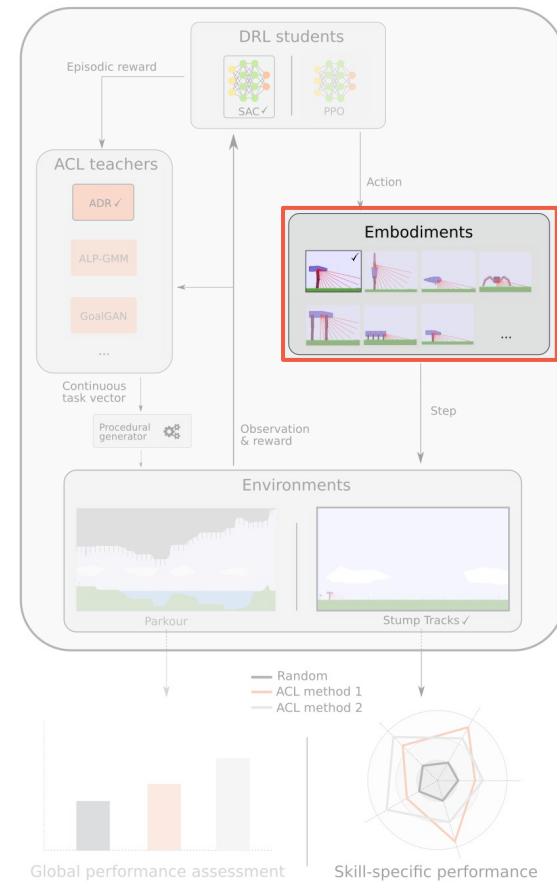 DRL students
Episodic reward
SAC ✓
PPO
ACL teachers
ADR ✓
ALP-GMM
GoalGAN
...
Action
Embodiments
✓
...
Continuous
task vector
Procedural
generator
Observation
& reward
Step
Environments
Parkour
Stump Tracks ✓
Random
ACL method 1
ACL method 2
Global performance assessment
Skill-specific performance